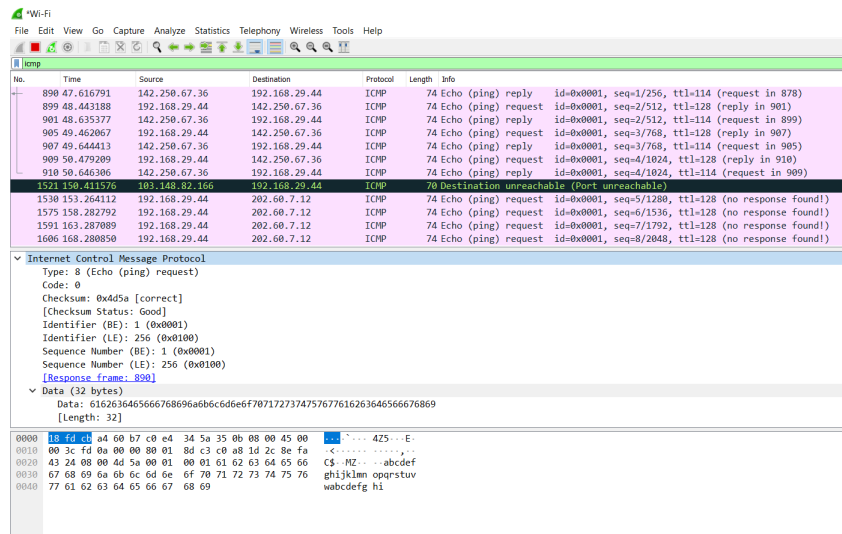 *Wi-Fi
File Edit View Go Capture Analyze Statistics Telephony Wireless Tools Help
icmp
No. Time Source Destination Protocol Length Info
890 47.616791 142.250.67.36 192.168.29.44 ICMP 74 Echo (ping) reply id=0x0001, seq=1/256, ttl=114 (request in 878)
899 48.443188 192.168.29.44 142.250.67.36 ICMP 74 Echo (ping) request id=0x0001, seq=2/512, ttl=128 (reply in 901)
901 48.635377 142.250.67.36 192.168.29.44 ICMP 74 Echo (ping) reply id=0x0001, seq=2/512, ttl=114 (request in 899)
905 49.462067 192.168.29.44 142.250.67.36 ICMP 74 Echo (ping) request id=0x0001, seq=3/768, ttl=128 (reply in 907)
907 49.644413 142.250.67.36 192.168.29.44 ICMP 74 Echo (ping) reply id=0x0001, seq=3/768, ttl=114 (request in 905)
909 50.479209 192.168.29.44 142.250.67.36 ICMP 74 Echo (ping) request id=0x0001, seq=4/1024, ttl=128 (reply in 910)
910 50.646306 142.250.67.36 192.168.29.44 ICMP 74 Echo (ping) reply id=0x0001, seq=4/1024, ttl=114 (request in 909)
1521 150.411576 103.148.82.166 192.168.29.44 ICMP 70 Destination unreachable (Port unreachable)
1530 153.264112 192.168.29.44 202.60.7.12 ICMP 74 Echo (ping) request id=0x0001, seq=5/1280, ttl=128 (no response found!)
1575 158.282792 192.168.29.44 202.60.7.12 ICMP 74 Echo (ping) request id=0x0001, seq=6/1536, ttl=128 (no response found!)
1591 163.287089 192.168.29.44 202.60.7.12 ICMP 74 Echo (ping) request id=0x0001, seq=7/1792, ttl=128 (no response found!)
1606 168.280850 192.168.29.44 202.60.7.12 ICMP 74 Echo (ping) request id=0x0001, seq=8/2048, ttl=128 (no response found!)
Internet Control Message Protocol
Type: 8 (Echo (ping) request)
Code: 0
Checksum: 0x4d5a [correct]
[Checksum Status: Good]
Identifier (BE): 1 (0x0001)
Identifier (LE): 256 (0x0100)
Sequence Number (BE): 1 (0x0001)
Sequence Number (LE): 256 (0x0100)
[Response frame: 890]
Data (32 bytes)
Data: 6162636465666768696a6b6c6d6e6f7071727374757677616263646566676869
[Length: 32]
0000 18 fd cb a4 60 b7 c0 e4 34 5a 35 0b 08 00 45 00 ····`··· 4Z5···E·
0010 00 3c fd 0a 00 00 80 01 8d c3 c0 a8 1d 2c 8e fa ·<······ ·····,··
0020 43 24 08 00 4d 5a 00 01 00 01 61 62 63 64 65 66 C$··MZ·· ··abcdef
0030 67 68 69 6a 6b 6c 6d 6e 6f 70 71 72 73 74 75 76 ghijklmn opqrstuv
0040 77 61 62 63 64 65 66 67 68 69 wabcdefg hi